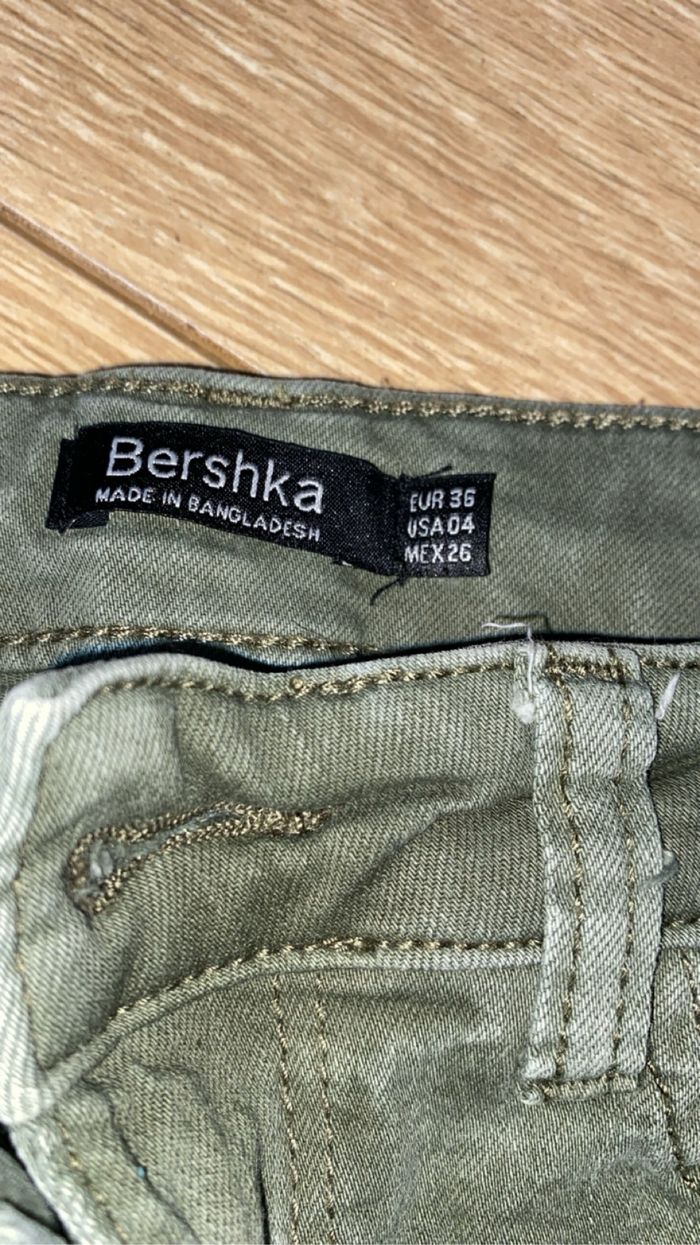 Bershka
MADE IN BANGLADESH
EUR 36
USA 04
MEX 26